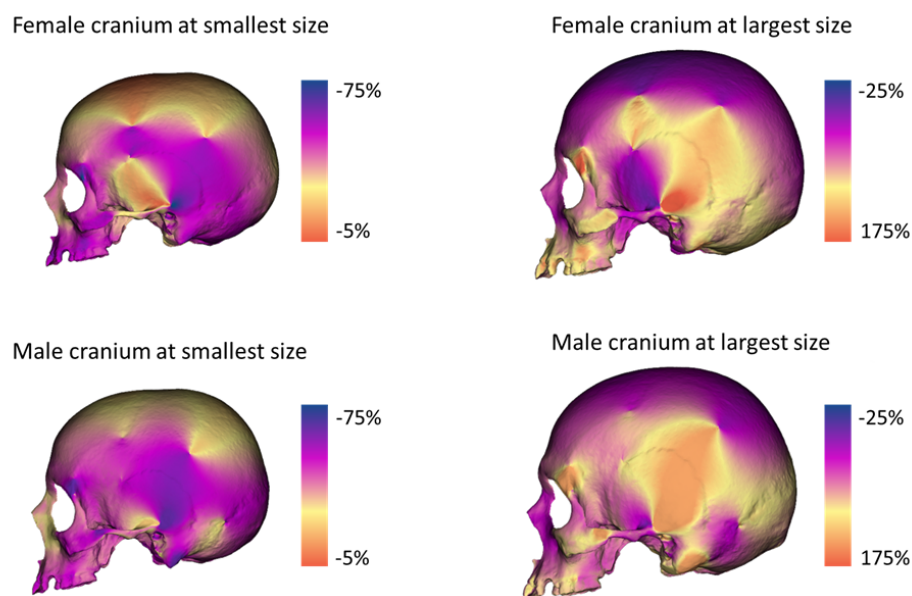 Female cranium at smallest size
-75%
-5%
Female cranium at largest size
-25%
175%
Male cranium at smallest size
-75%
-5%
Male cranium at largest size
-25%
175%